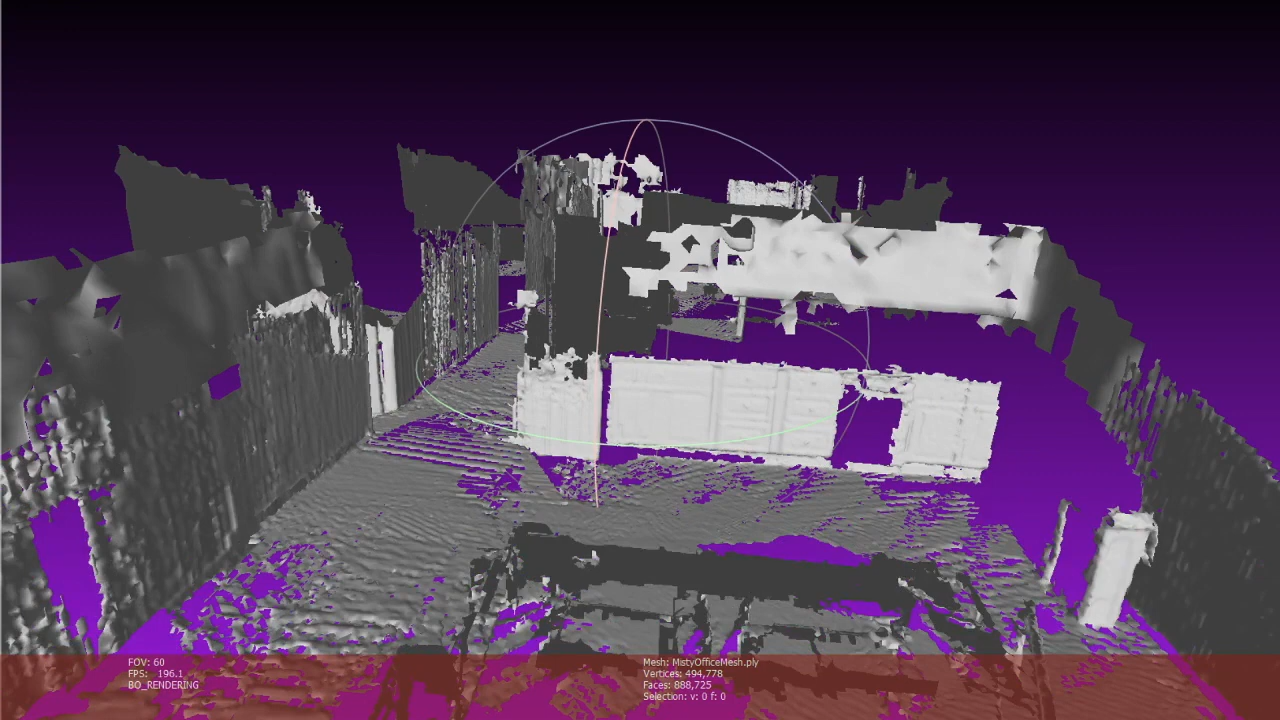 FOV: 60
FPS: 196.1
BO_RENDERING
Mesh: MistyOfficeMesh.ply
Vertices: 494,778
Faces: 888,725
Selection: v: 0 f: 0